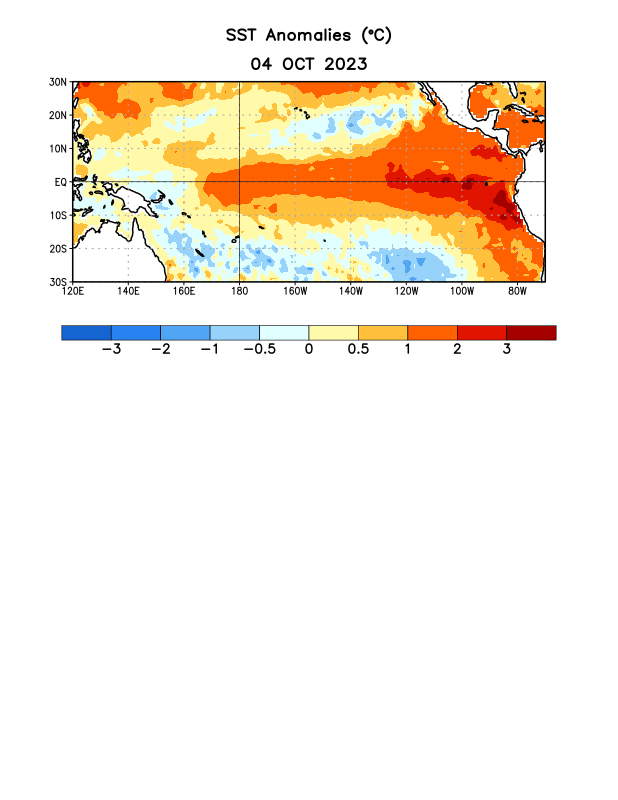 SST Anomalies (°C)
04 OCT 2023
30N
20N
10N
EQ
10S
20S
30S
120E 140E 160E 180 160W 140W 120W 100W 80W
−3 −2 −1 −0.5 0 0.5 1 2 3